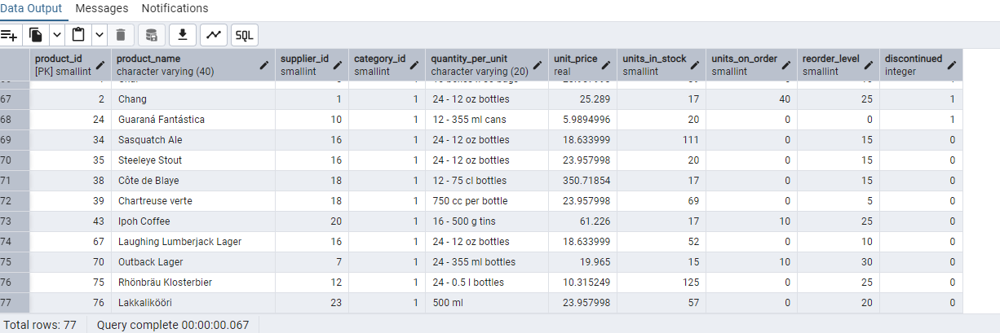 Data Output Messages Notifications
SQL
product_id product_name supplier_id category_id quantity_per_unit unit_price units_in_stock units_on_order reorder_level discontinued
[PK] smallint character varying (40) smallint smallint character varying (20) real smallint smallint smallint integer
67 2 Chang 1 1 24 - 12 oz bottles 25.289 17 40 25 1
68 24 Guaraná Fantástica 10 1 12 - 355 ml cans 5.9894996 20 0 0 1
69 34 Sasquatch Ale 16 1 24 - 12 oz bottles 18.633999 111 0 15 0
70 35 Steeleye Stout 16 1 24 - 12 oz bottles 23.957998 20 0 15 0
71 38 Côte de Blaye 18 1 12 - 75 cl bottles 350.71854 17 0 15 0
72 39 Chartreuse verte 18 1 750 cc per bottle 23.957998 69 0 5 0
73 43 Ipoh Coffee 20 1 16 - 500 g tins 61.226 17 10 25 0
74 67 Laughing Lumberjack Lager 16 1 24 - 12 oz bottles 18.633999 52 0 10 0
75 70 Outback Lager 7 1 24 - 355 ml bottles 19.965 15 10 30 0
76 75 Rhönbräu Klosterbier 12 1 24 - 0.5 l bottles 10.315249 125 0 25 0
77 76 Lakkalikööri 23 1 500 ml 23.957998 57 0 20 0
Total rows: 77 Query complete 00:00:00.067